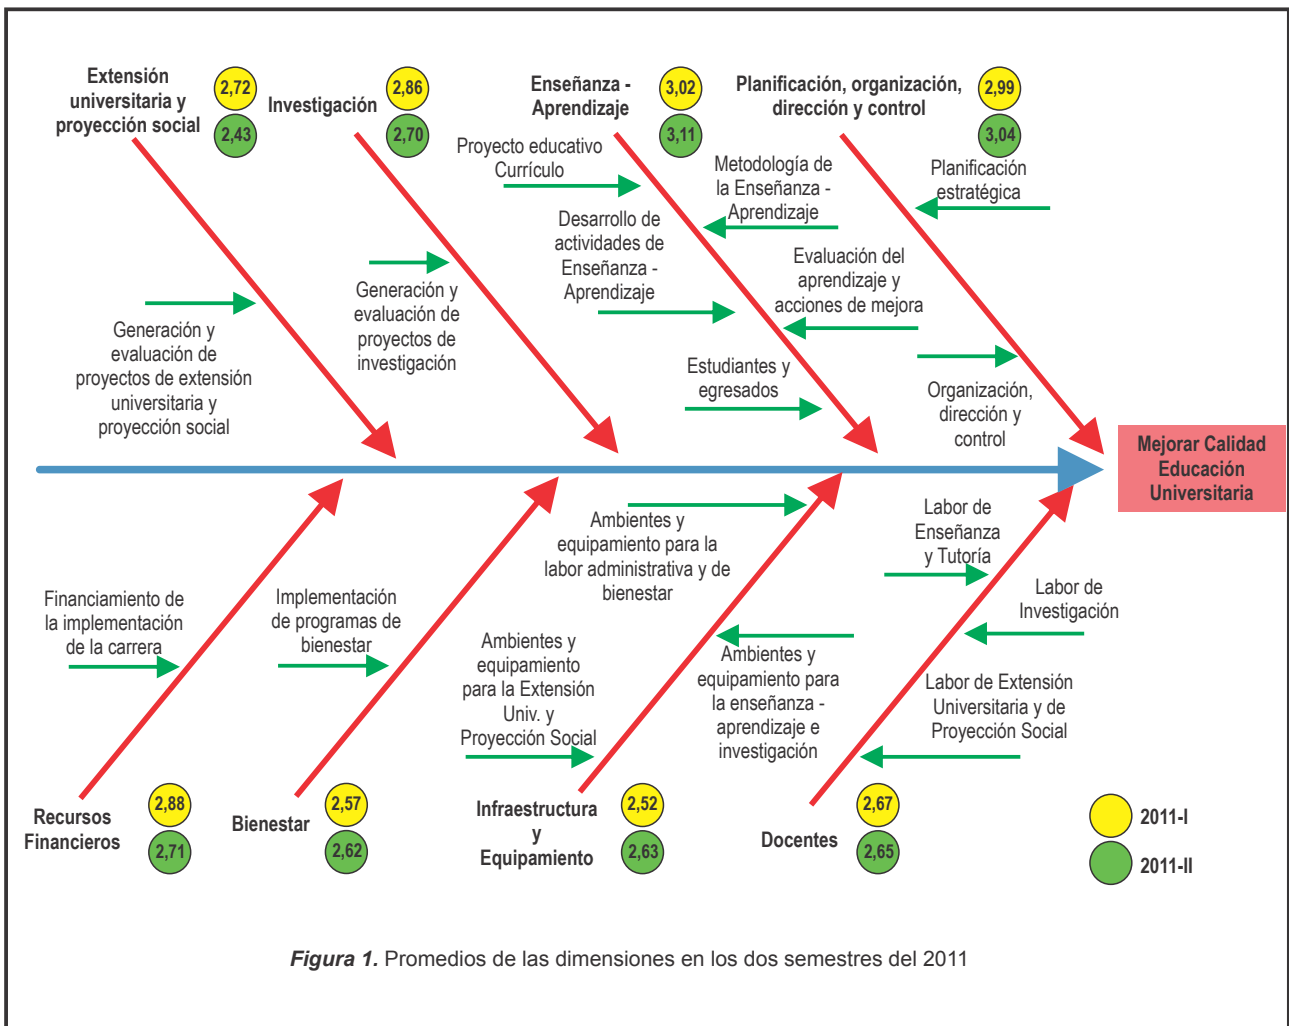 Extensión
universitaria y
proyección social
2,72
2,43
Investigación
2,86
2,70
Enseñanza -
Aprendizaje
3,02
3,11
Planificación, organización,
dirección y control
2,99
3,04
Proyecto educativo
Currículo
Metodología de
la Enseñanza -
Aprendizaje
Planificación
estratégica
Desarrollo de
actividades de
Enseñanza -
Aprendizaje
Evaluación del
aprendizaje y
acciones de mejora
Generación y
evaluación de
proyectos de
investigación
Generación y
evaluación de
proyectos de extensión
universitaria y
proyección social
Estudiantes y
egresados
Organización,
dirección y
control
Mejorar Calidad
Educación
Universitaria
Ambientes y
equipamiento para la
labor administrativa y de
bienestar
Labor de
Enseñanza
y Tutoría
Financiamiento de
la implementación
de la carrera
Implementación
de programas de
bienestar
Labor de
Investigación
Ambientes y
equipamiento
para la Extensión
Univ. y
Proyección Social
Ambientes y
equipamiento para
la enseñanza -
aprendizaje e
investigación
Labor de Extensión
Universitaria y de
Proyección Social
Recursos
Financieros
2,88
2,71
Bienestar
2,57
2,62
Infraestructura
y
Equipamiento
2,52
2,63
Docentes
2,67
2,65
2011-I
2011-II
Figura 1. Promedios de las dimensiones en los dos semestres del 2011